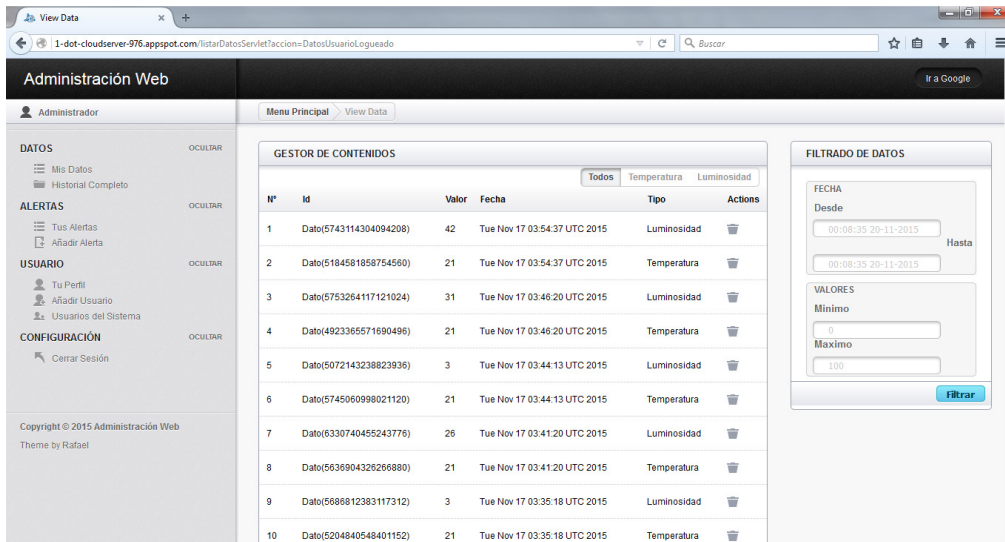 View Data
1-dot-cloudserver-976.appspot.com/listarDatosServlet?accion=DatosUsuarioLogueado
Buscar
Administración Web
Ir a Google
Administrador
Menu Principal
View Data
DATOS
OCULTAR
Mis Datos
Historial Completo
ALERTAS
OCULTAR
Tus Alertas
Añadir Alerta
USUARIO
OCULTAR
Tu Perfil
Añadir Usuario
Usuarios del Sistema
CONFIGURACIÓN
OCULTAR
Cerrar Sesión
Copyright © 2015 Administración Web
Theme by Rafael
GESTOR DE CONTENIDOS
Todos Temperatura Luminosidad
N° Id Valor Fecha Tipo Actions
1 Dato(5743114304094208) 42 Tue Nov 17 03:54:37 UTC 2015 Luminosidad
2 Dato(5184581858754560) 21 Tue Nov 17 03:54:37 UTC 2015 Temperatura
3 Dato(5753264117121024) 31 Tue Nov 17 03:46:20 UTC 2015 Luminosidad
4 Dato(4923365571690496) 21 Tue Nov 17 03:46:20 UTC 2015 Temperatura
5 Dato(5072143238823936) 3 Tue Nov 17 03:44:13 UTC 2015 Luminosidad
6 Dato(5745060998021120) 21 Tue Nov 17 03:44:13 UTC 2015 Temperatura
7 Dato(6330740455243776) 26 Tue Nov 17 03:41:20 UTC 2015 Luminosidad
8 Dato(5636904326266880) 21 Tue Nov 17 03:41:20 UTC 2015 Temperatura
9 Dato(5686812383117312) 3 Tue Nov 17 03:35:18 UTC 2015 Luminosidad
10 Dato(5204840548401152) 21 Tue Nov 17 03:35:18 UTC 2015 Temperatura
FILTRADO DE DATOS
FECHA
Desde
00:08:35 20-11-2015
Hasta
00:08:35 20-11-2015
VALORES
Minimo
0
Maximo
100
Filtrar